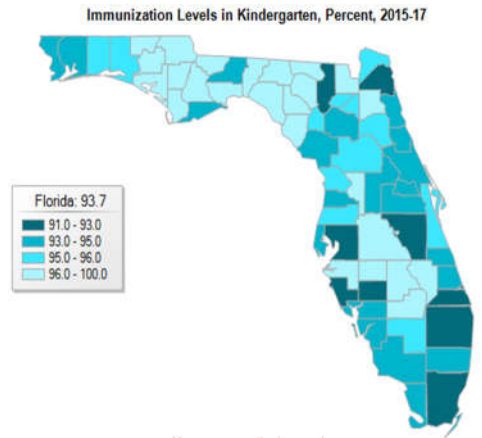 Immunization Levels in Kindergarten, Percent, 2015-17
Florida: 93.7
91.0 - 93.0
93.0 - 95.0
95.0 - 96.0
96.0 - 100.0